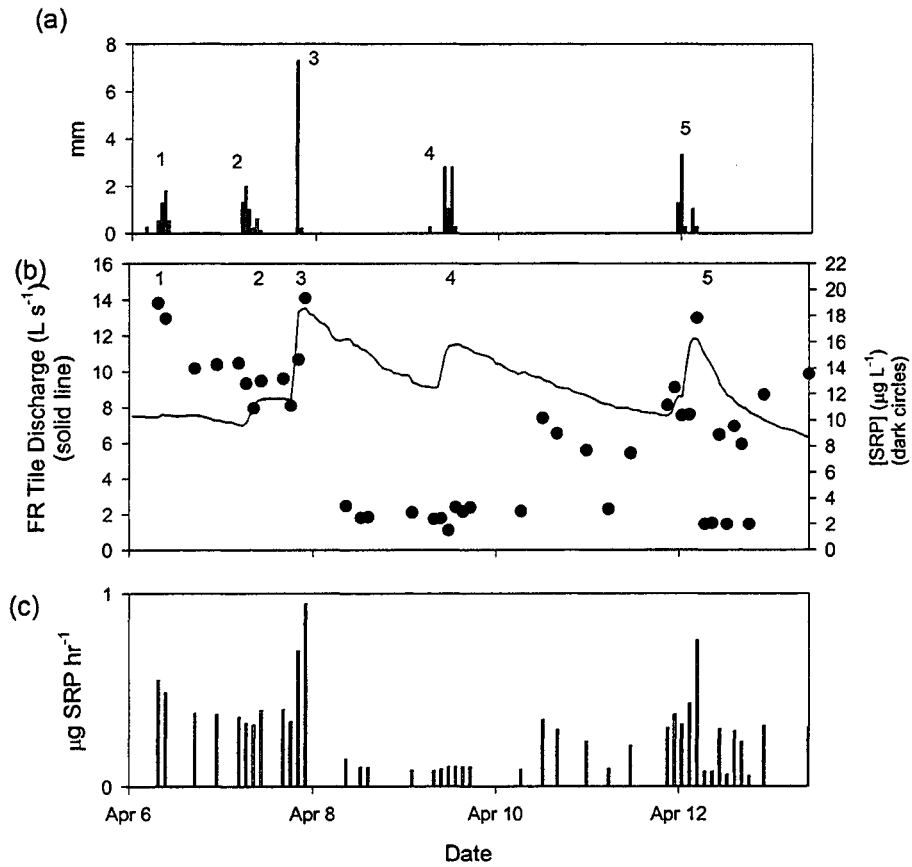 (a)
8
6
4
2
0
mm
1
2
3
4
5
(b)
16
14
12
10
8
6
4
2
0
FR Tile Discharge (L s⁻¹)
(solid line)
1
2
3
4
5
22
20
18
16
14
12
10
8
6
4
2
0
[SRP] (µg L⁻¹)
(dark circles)
(c)
1
0
µg SRP hr⁻¹
Apr 6
Apr 8
Apr 10
Apr 12
Date